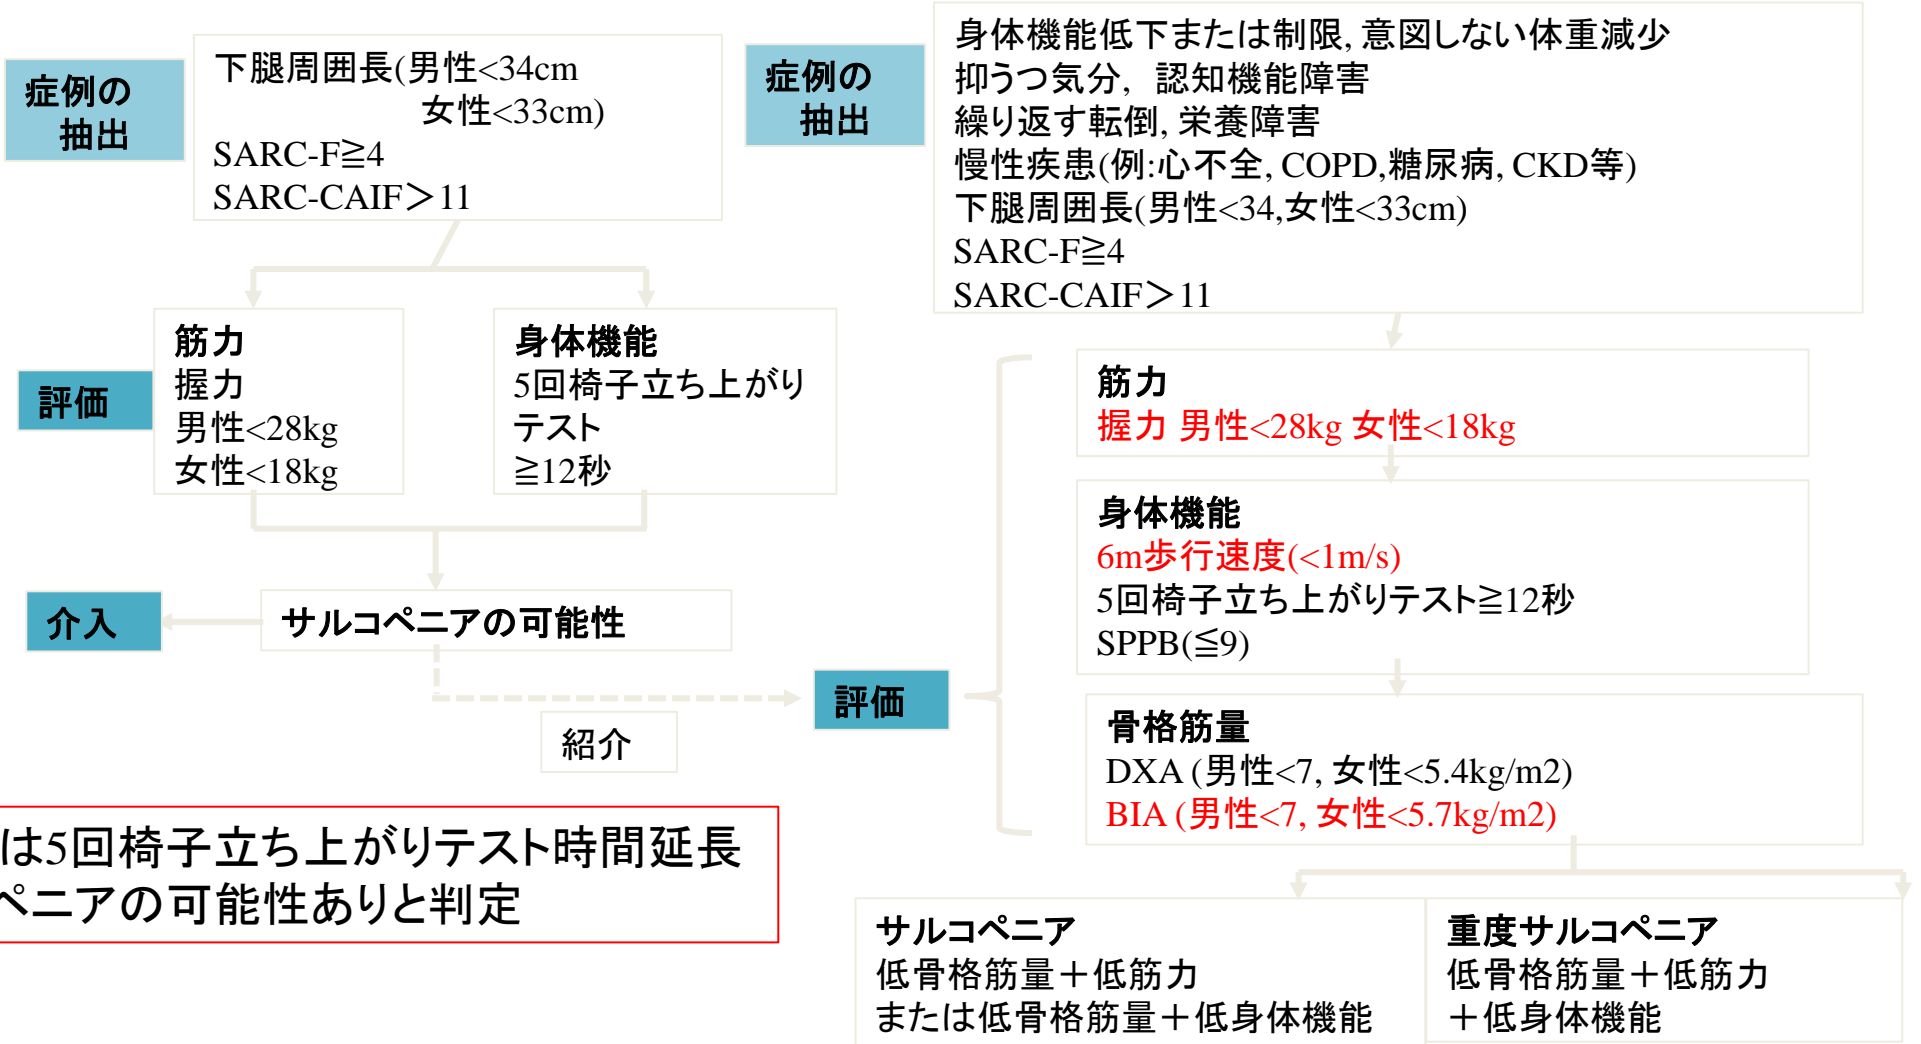 症例の
抽出
下腿周囲長(男性<34cm
女性<33cm)
SARC-F≧4
SARC-CAIF＞11
筋力
握力
男性<28kg
女性<18kg
身体機能
5回椅子立ち上がり
テスト
≧12秒
評価
介入
サルコペニアの可能性
紹介
は5回椅子立ち上がりテスト時間延長
ペニアの可能性ありと判定
症例の
抽出
身体機能低下または制限, 意図しない体重減少
抑うつ気分, 認知機能障害
繰り返す転倒, 栄養障害
慢性疾患(例:心不全, COPD,糖尿病, CKD等)
下腿周囲長(男性<34,女性<33cm)
SARC-F≧4
SARC-CAIF＞11
評価
筋力
握力 男性<28kg 女性<18kg
身体機能
6m歩行速度(<1m/s)
5回椅子立ち上がりテスト≧12秒
SPPB(≦9)
骨格筋量
DXA (男性<7, 女性<5.4kg/m2)
BIA (男性<7, 女性<5.7kg/m2)
サルコペニア
低骨格筋量＋低筋力
または低骨格筋量＋低身体機能
重度サルコペニア
低骨格筋量＋低筋力
＋低身体機能